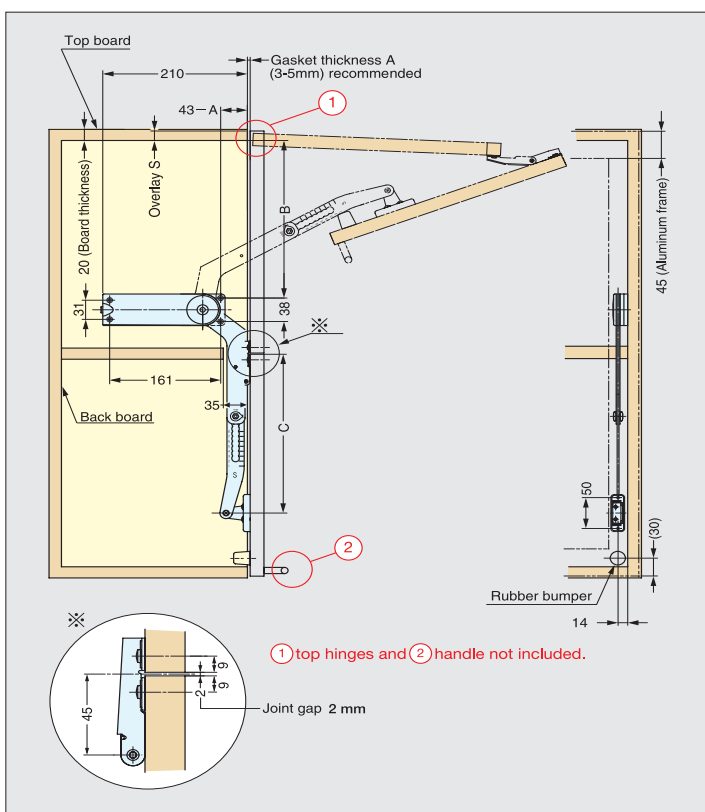 Top board
210
Gasket thickness A
(3-5mm) recommended
43－A
1
20 (Board thickness)
Overlay S
B
45 (Aluminum frame)
31
38
※
161
35
Back board
C
S
50
(30)
2
Rubber bumper
14
※
1 top hinges and 2 handle not included.
9
2
9
45
Joint gap 2 mm